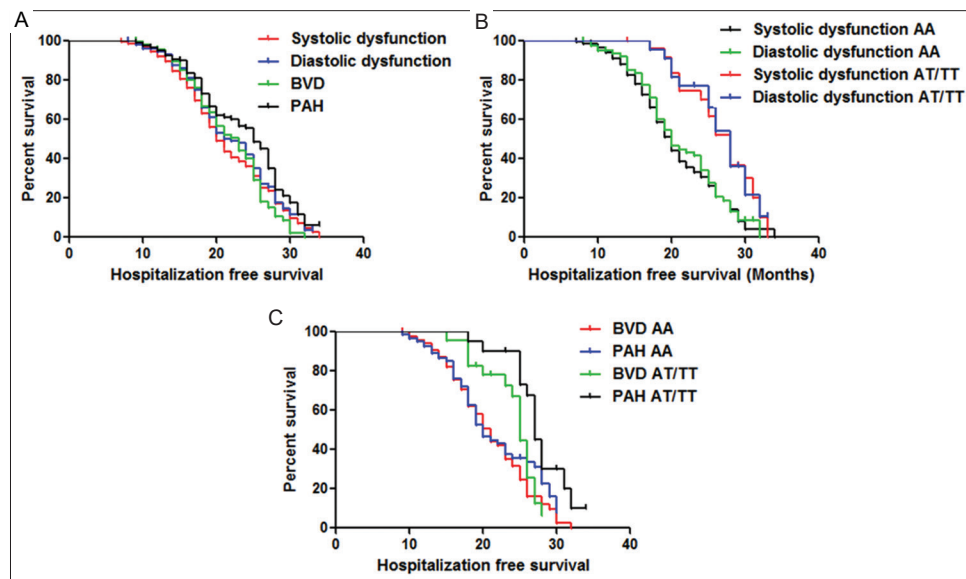 A
Percent survival
100
80
60
40
20
0
0 10 20 30 40
Hospitalization free survival
Systolic dysfunction
Diastolic dysfunction
BVD
PAH
B
Percent survival
100
80
60
40
20
0
0 10 20 30 40
Hospitalization free survival (Months)
Systolic dysfunction AA
Diastolic dysfunction AA
Systolic dysfunction AT/TT
Diastolic dysfunction AT/TT
C
Percent survival
100
80
60
40
20
0
0 10 20 30 40
Hospitalization free survival
BVD AA
PAH AA
BVD AT/TT
PAH AT/TT